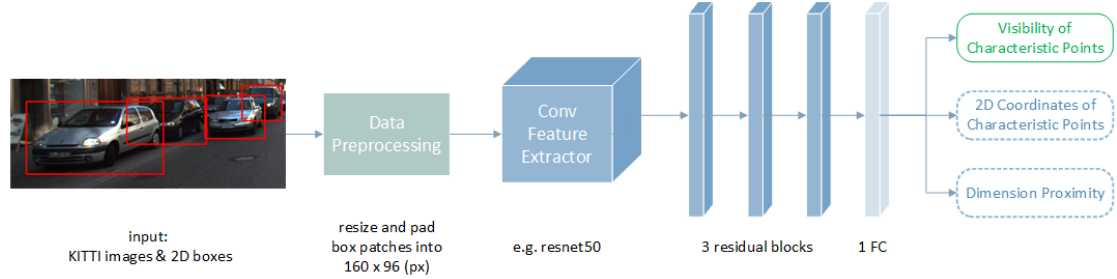 Visibility of
Characteristic Points
Data
Preprocessing
Conv
Feature
Extractor
2D Coordinates of
Characteristic Points
Dimension Proximity
input:
KITTI images & 2D boxes
resize and pad
box patches into
160 x 96 (px)
e.g. resnet50
3 residual blocks
1 FC